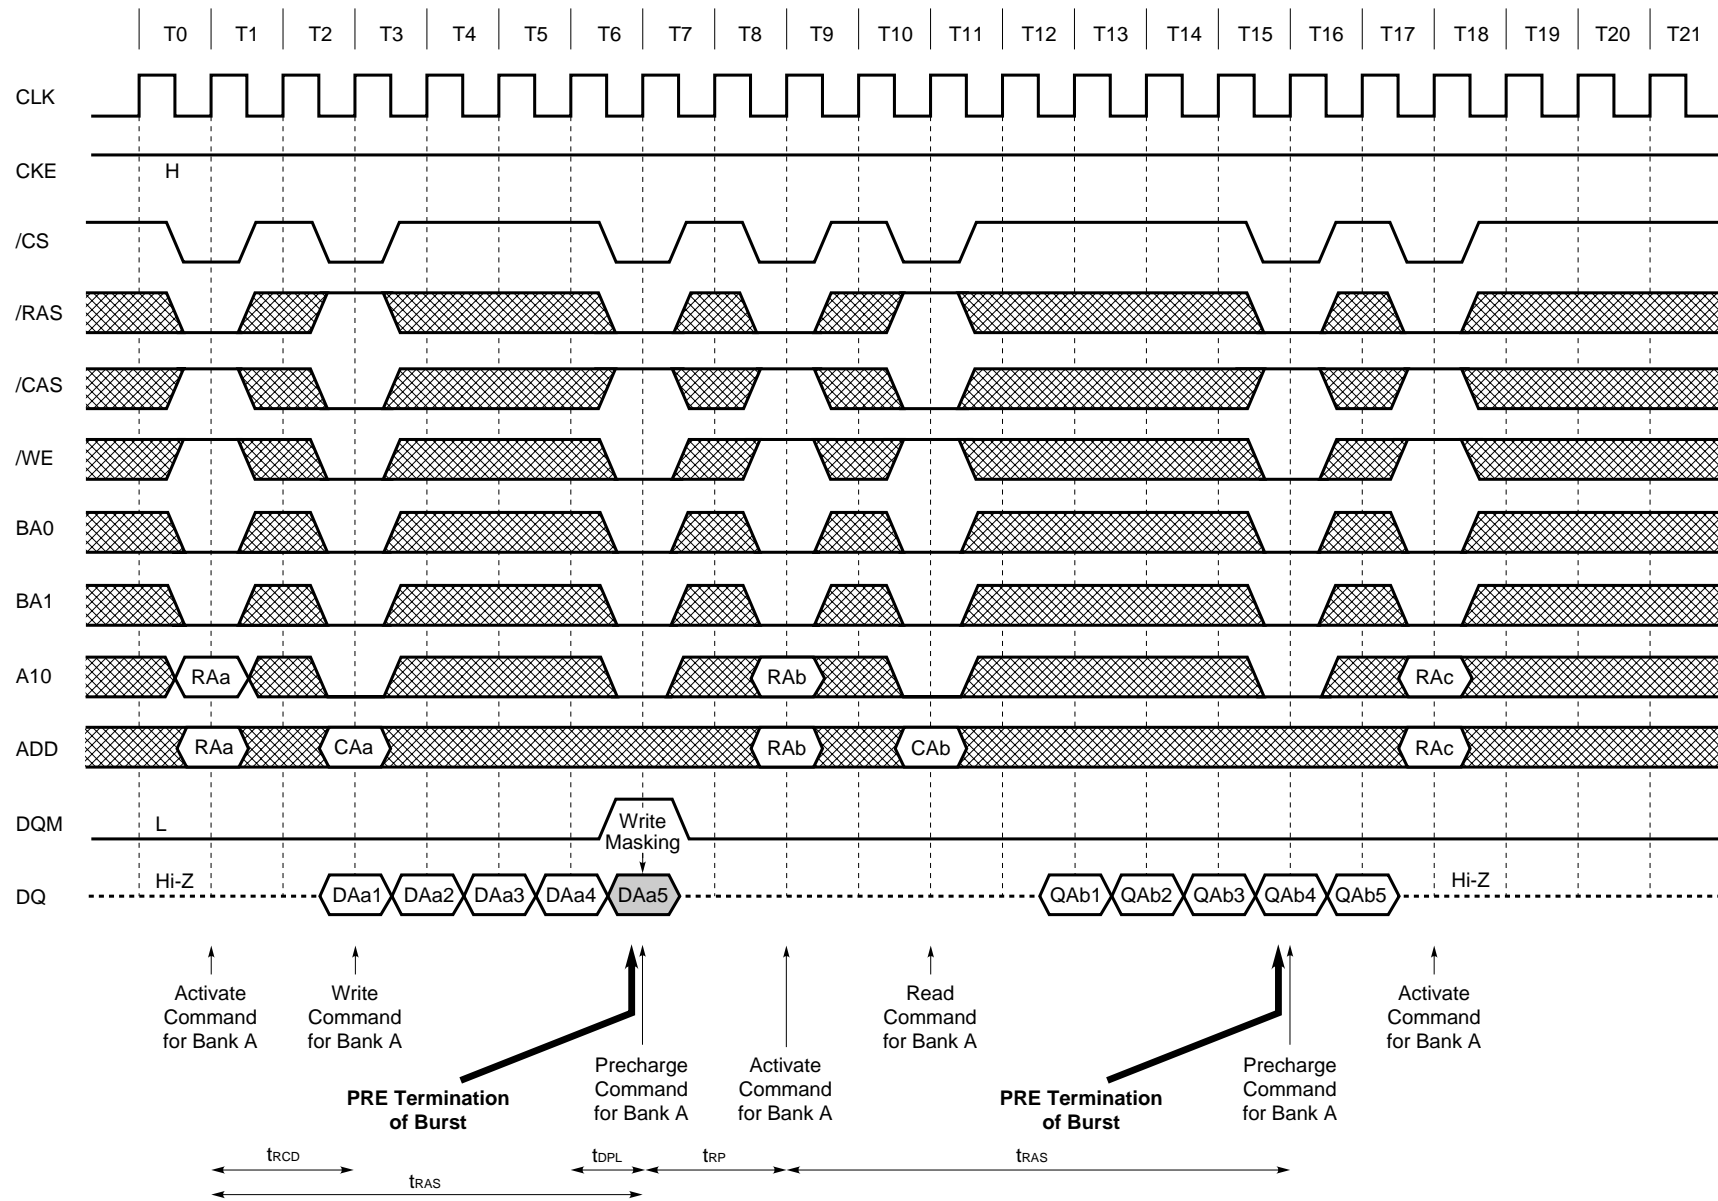 T0 T1 T2 T3 T4 T5 T6 T7 T8 T9 T10 T11 T12 T13 T14 T15 T16 T17 T18 T19 T20 T21
CLK
CKE H
/CS
/RAS
/CAS
/WE
BA0
BA1
A10 RAa RAb RAc
ADD RAa CAa RAb CAb RAc
DQM L Write
Masking
DQ Hi-Z DAa1 DAa2 DAa3 DAa4 DAa5 QAb1 QAb2 QAb3 QAb4 QAb5 Hi-Z
Activate
Command
for Bank A
Write
Command
for Bank A
PRE Termination
of Burst
Precharge
Command
for Bank A
Activate
Command
for Bank A
Read
Command
for Bank A
PRE Termination
of Burst
Precharge
Command
for Bank A
Activate
Command
for Bank A
tRCD tDPL tRP tRAS
tRAS